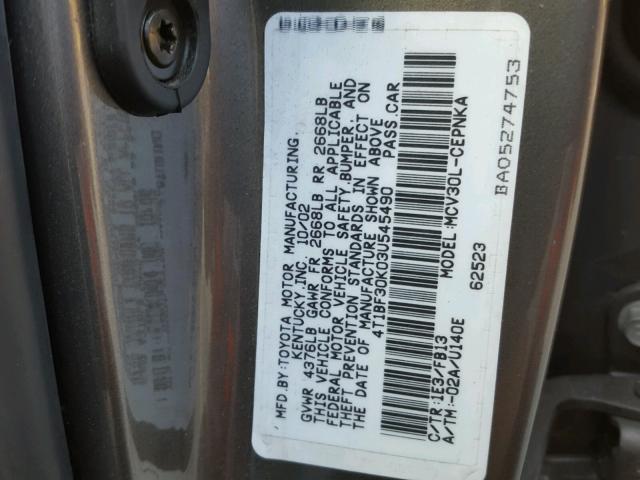 MFD.BY:TOYOTA MOTOR MANUFACTURING
KENTUCKY,INC. 10/02
GVWR 4376LB GAWR FR 2668LB RR 2668LB
THIS VEHICLE CONFORMS TO ALL APPLICABLE
FEDERAL MOTOR VEHICLE SAFETY,BUMPER, AND
THEFT PREVENTION STANDARDS IN EFFECT ON
THE DATE OF MANUFACTURE SHOWN ABOVE
4T1BF30K03U545490 PASS.CAR
C/TR:1E3/FB13 MODEL:MCV30L-CEPNKA
A/TM:-02A/U140E 62523
BA05274753